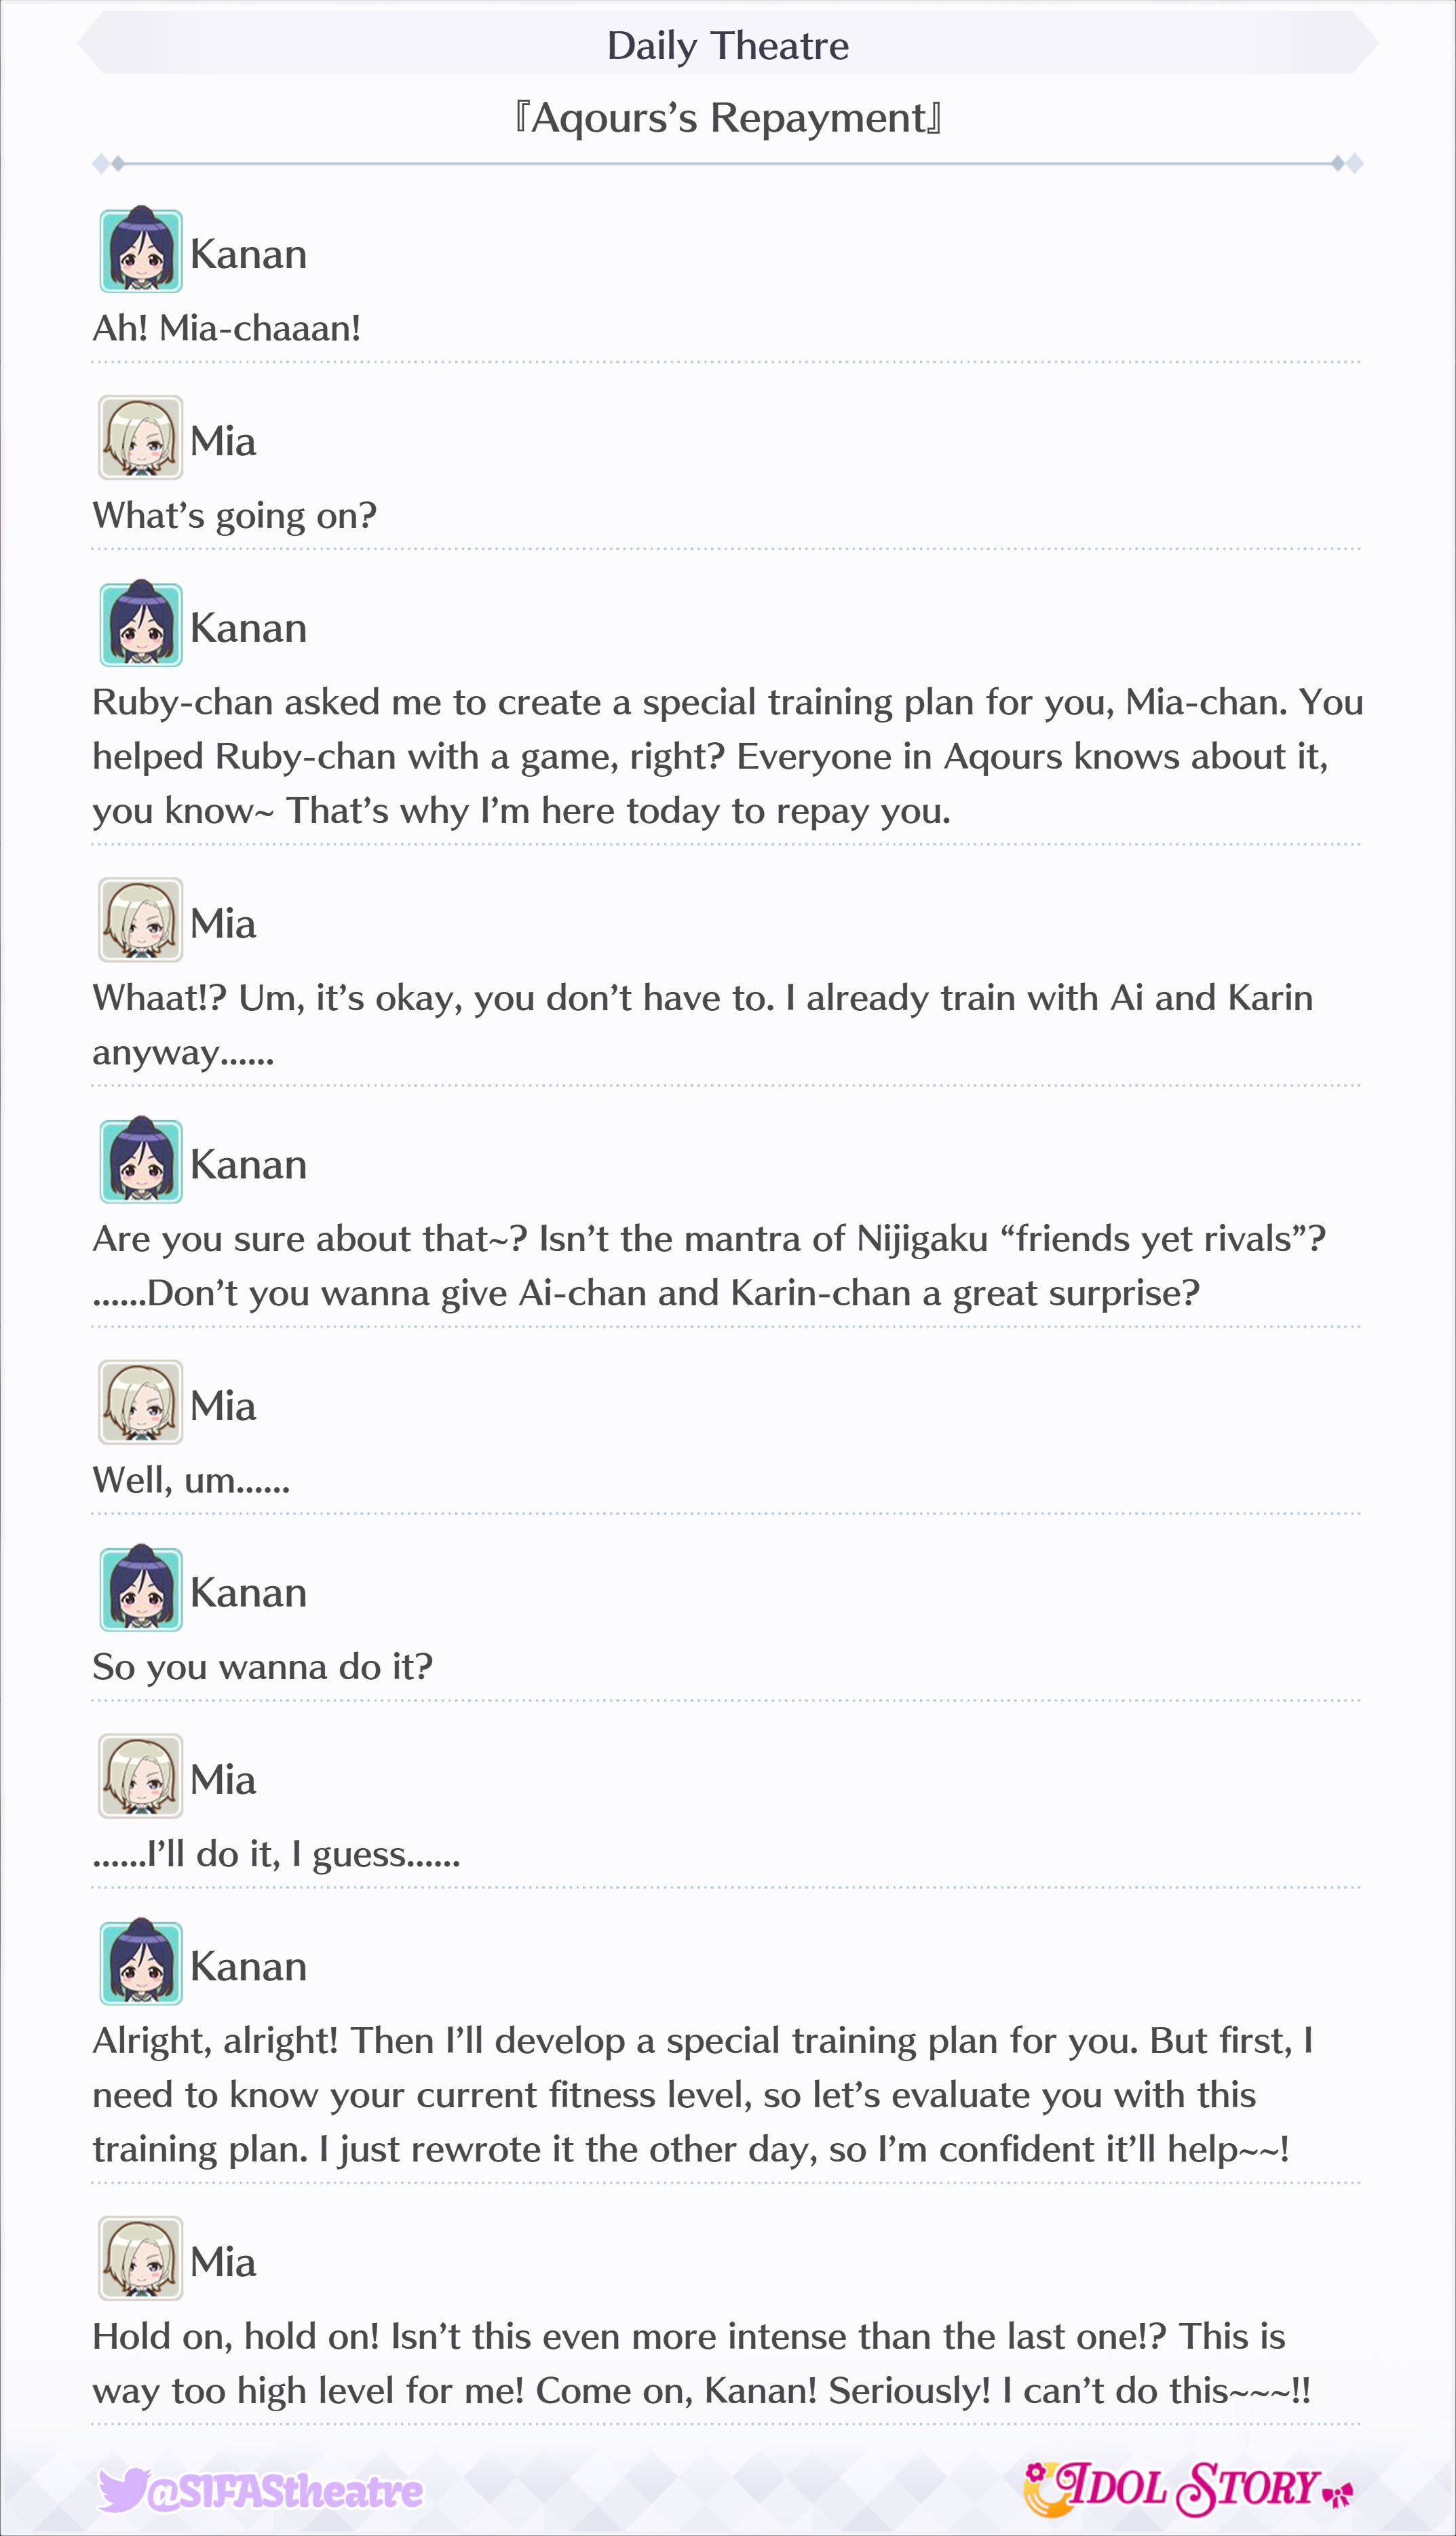 Daily Theatre
『Aqours’s Repayment』
Kanan
Ah! Mia-chaaan!
Mia
What’s going on?
Kanan
Ruby-chan asked me to create a special training plan for you, Mia-chan. You
helped Ruby-chan with a game, right? Everyone in Aqours knows about it,
you know~ That’s why I’m here today to repay you.
Mia
Whaat!? Um, it’s okay, you don’t have to. I already train with Ai and Karin
anyway......
Kanan
Are you sure about that~? Isn’t the mantra of Nijigaku “friends yet rivals”?
......Don’t you wanna give Ai-chan and Karin-chan a great surprise?
Mia
Well, um......
Kanan
So you wanna do it?
Mia
......I’ll do it, I guess......
Kanan
Alright, alright! Then I’ll develop a special training plan for you. But first, I
need to know your current fitness level, so let’s evaluate you with this
training plan. I just rewrote it the other day, so I’m confident it’ll help~~!
Mia
Hold on, hold on! Isn’t this even more intense than the last one!? This is
way too high level for me! Come on, Kanan! Seriously! I can’t do this~~~!!
@SIFAStheatre
IDOL STORY